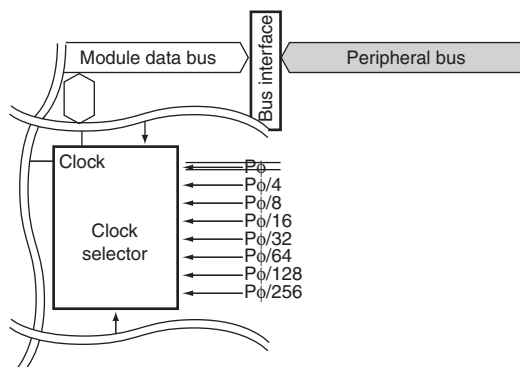 Module data bus
Bus interface
Peripheral bus
Clock
Clock
selector
Pϕ
Pϕ/4
Pϕ/8
Pϕ/16
Pϕ/32
Pϕ/64
Pϕ/128
Pϕ/256